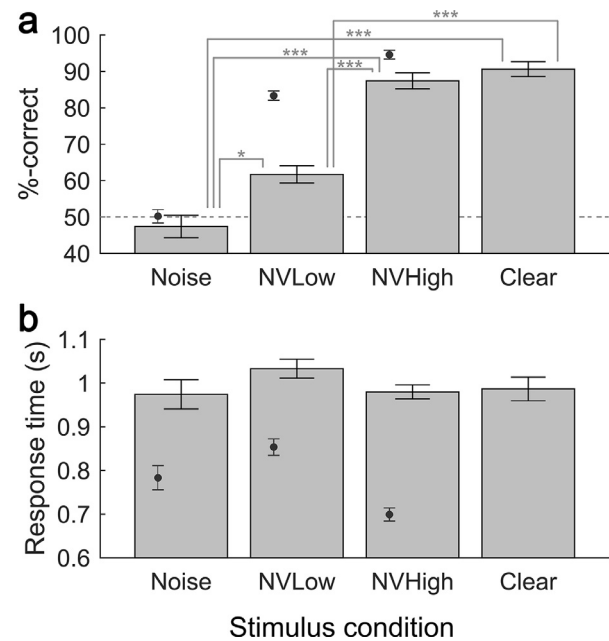 a
%-correct
100
90
80
70
60
50
40
***
***
***
***
*
Noise NVLow NVHigh Clear
b
Response time (s)
1.1
1
0.9
0.8
0.7
0.6
Noise NVLow NVHigh Clear
Stimulus condition